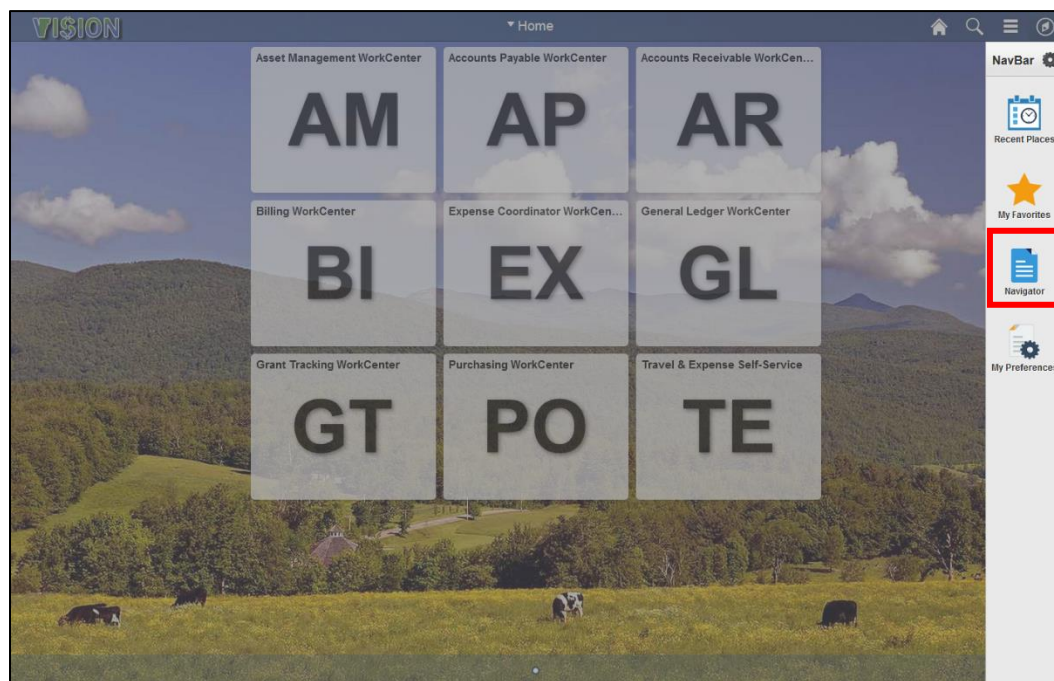 VISION
Home
NavBar
Asset Management WorkCenter
Accounts Payable WorkCenter
Accounts Receivable WorkCen...
AM
AP
AR
Recent Places
My Favorites
Billing WorkCenter
Expense Coordinator WorkCen...
General Ledger WorkCenter
BI
EX
GL
Navigator
Grant Tracking WorkCenter
Purchasing WorkCenter
Travel & Expense Self-Service
My Preferences
GT
PO
TE